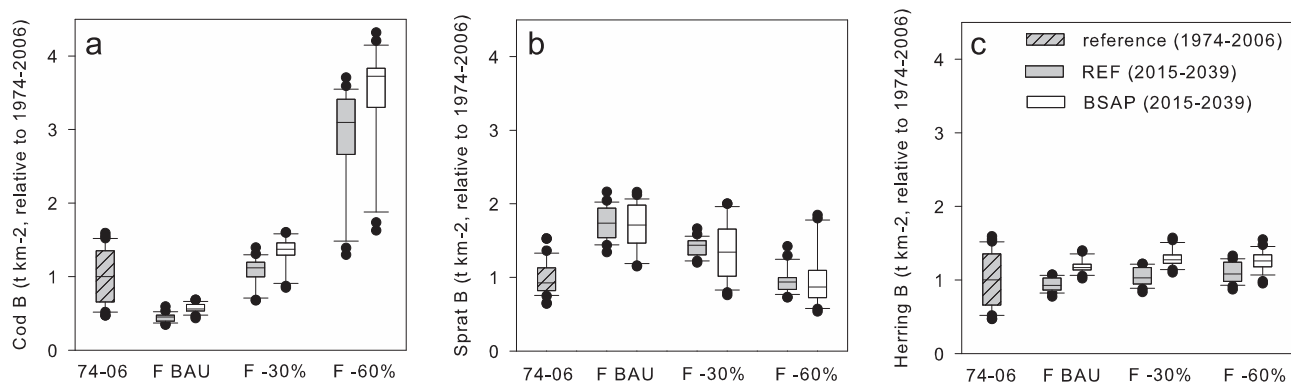 Cod B (t km-2, relative to 1974-2006)
a
4
3
2
1
0
74-06 F BAU F -30% F -60%
Sprat B (t km-2, relative to 1974-2006)
b
4
3
2
1
0
74-06 F BAU F -30% F -60%
Herring B (t km-2, relative to 1974-2006)
c
reference (1974-2006)
REF (2015-2039)
BSAP (2015-2039)
4
3
2
1
0
74-06 F BAU F -30% F -60%